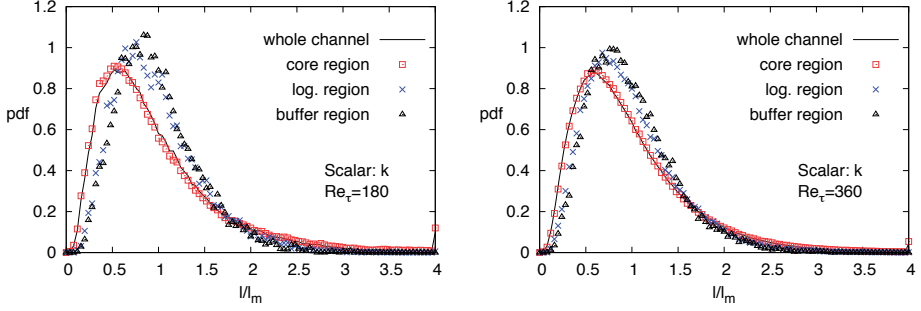 1.2
1
0.8
pdf
0.6
0.4
0.2
0
0 0.5 1 1.5 2 2.5 3 3.5 4
l/lₘ
whole channel
core region
log. region
buffer region
Scalar: k
Re_τ=180
1.2
1
0.8
pdf
0.6
0.4
0.2
0
0 0.5 1 1.5 2 2.5 3 3.5 4
l/lₘ
whole channel
core region
log. region
buffer region
Scalar: k
Re_τ=360